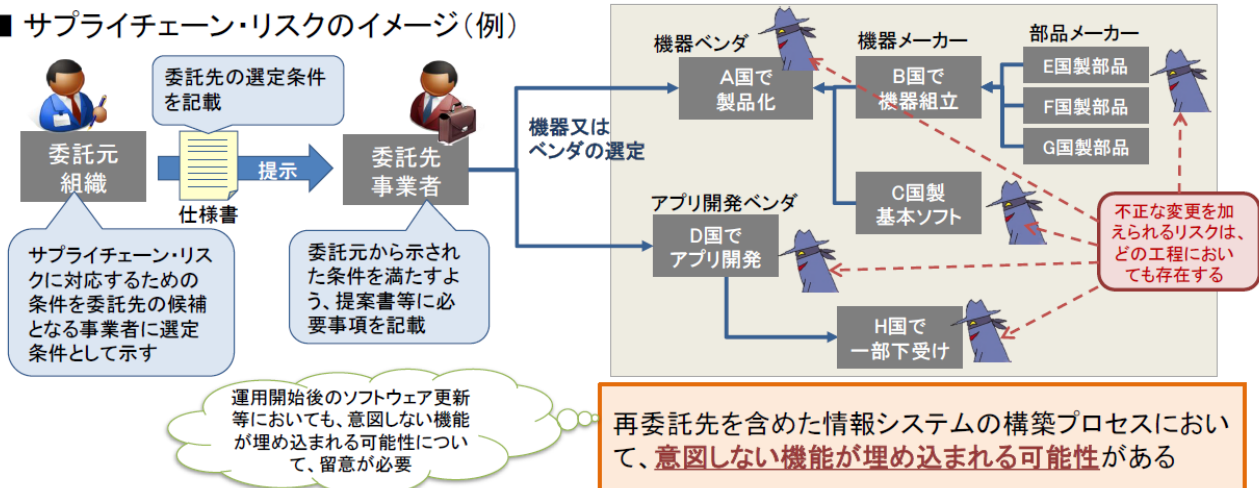 ■ サプライチェーン・リスクのイメージ（例）
委託先の選定条件
を記載
委託元
組織
提示
仕様書
委託先
事業者
サプライチェーン・リス
クに対応するための
条件を委託先の候補
となる事業者に選定
条件として示す
委託元から示され
た条件を満たすよ
う、提案書等に必
要事項を記載
機器又は
ベンダの選定
機器ベンダ
A国で
製品化
機器メーカー
B国で
機器組立
部品メーカー
E国製部品
F国製部品
G国製部品
C国製
基本ソフト
アプリ開発ベンダ
D国で
アプリ開発
H国で
一部下受け
不正な変更を加
えられるリスクは、
どの工程におい
ても存在する
運用開始後のソフトウェア更新
等においても、意図しない機能
が埋め込まれる可能性につい
て、留意が必要
再委託先を含めた情報システムの構築プロセスにおい
て、意図しない機能が埋め込まれる可能性がある